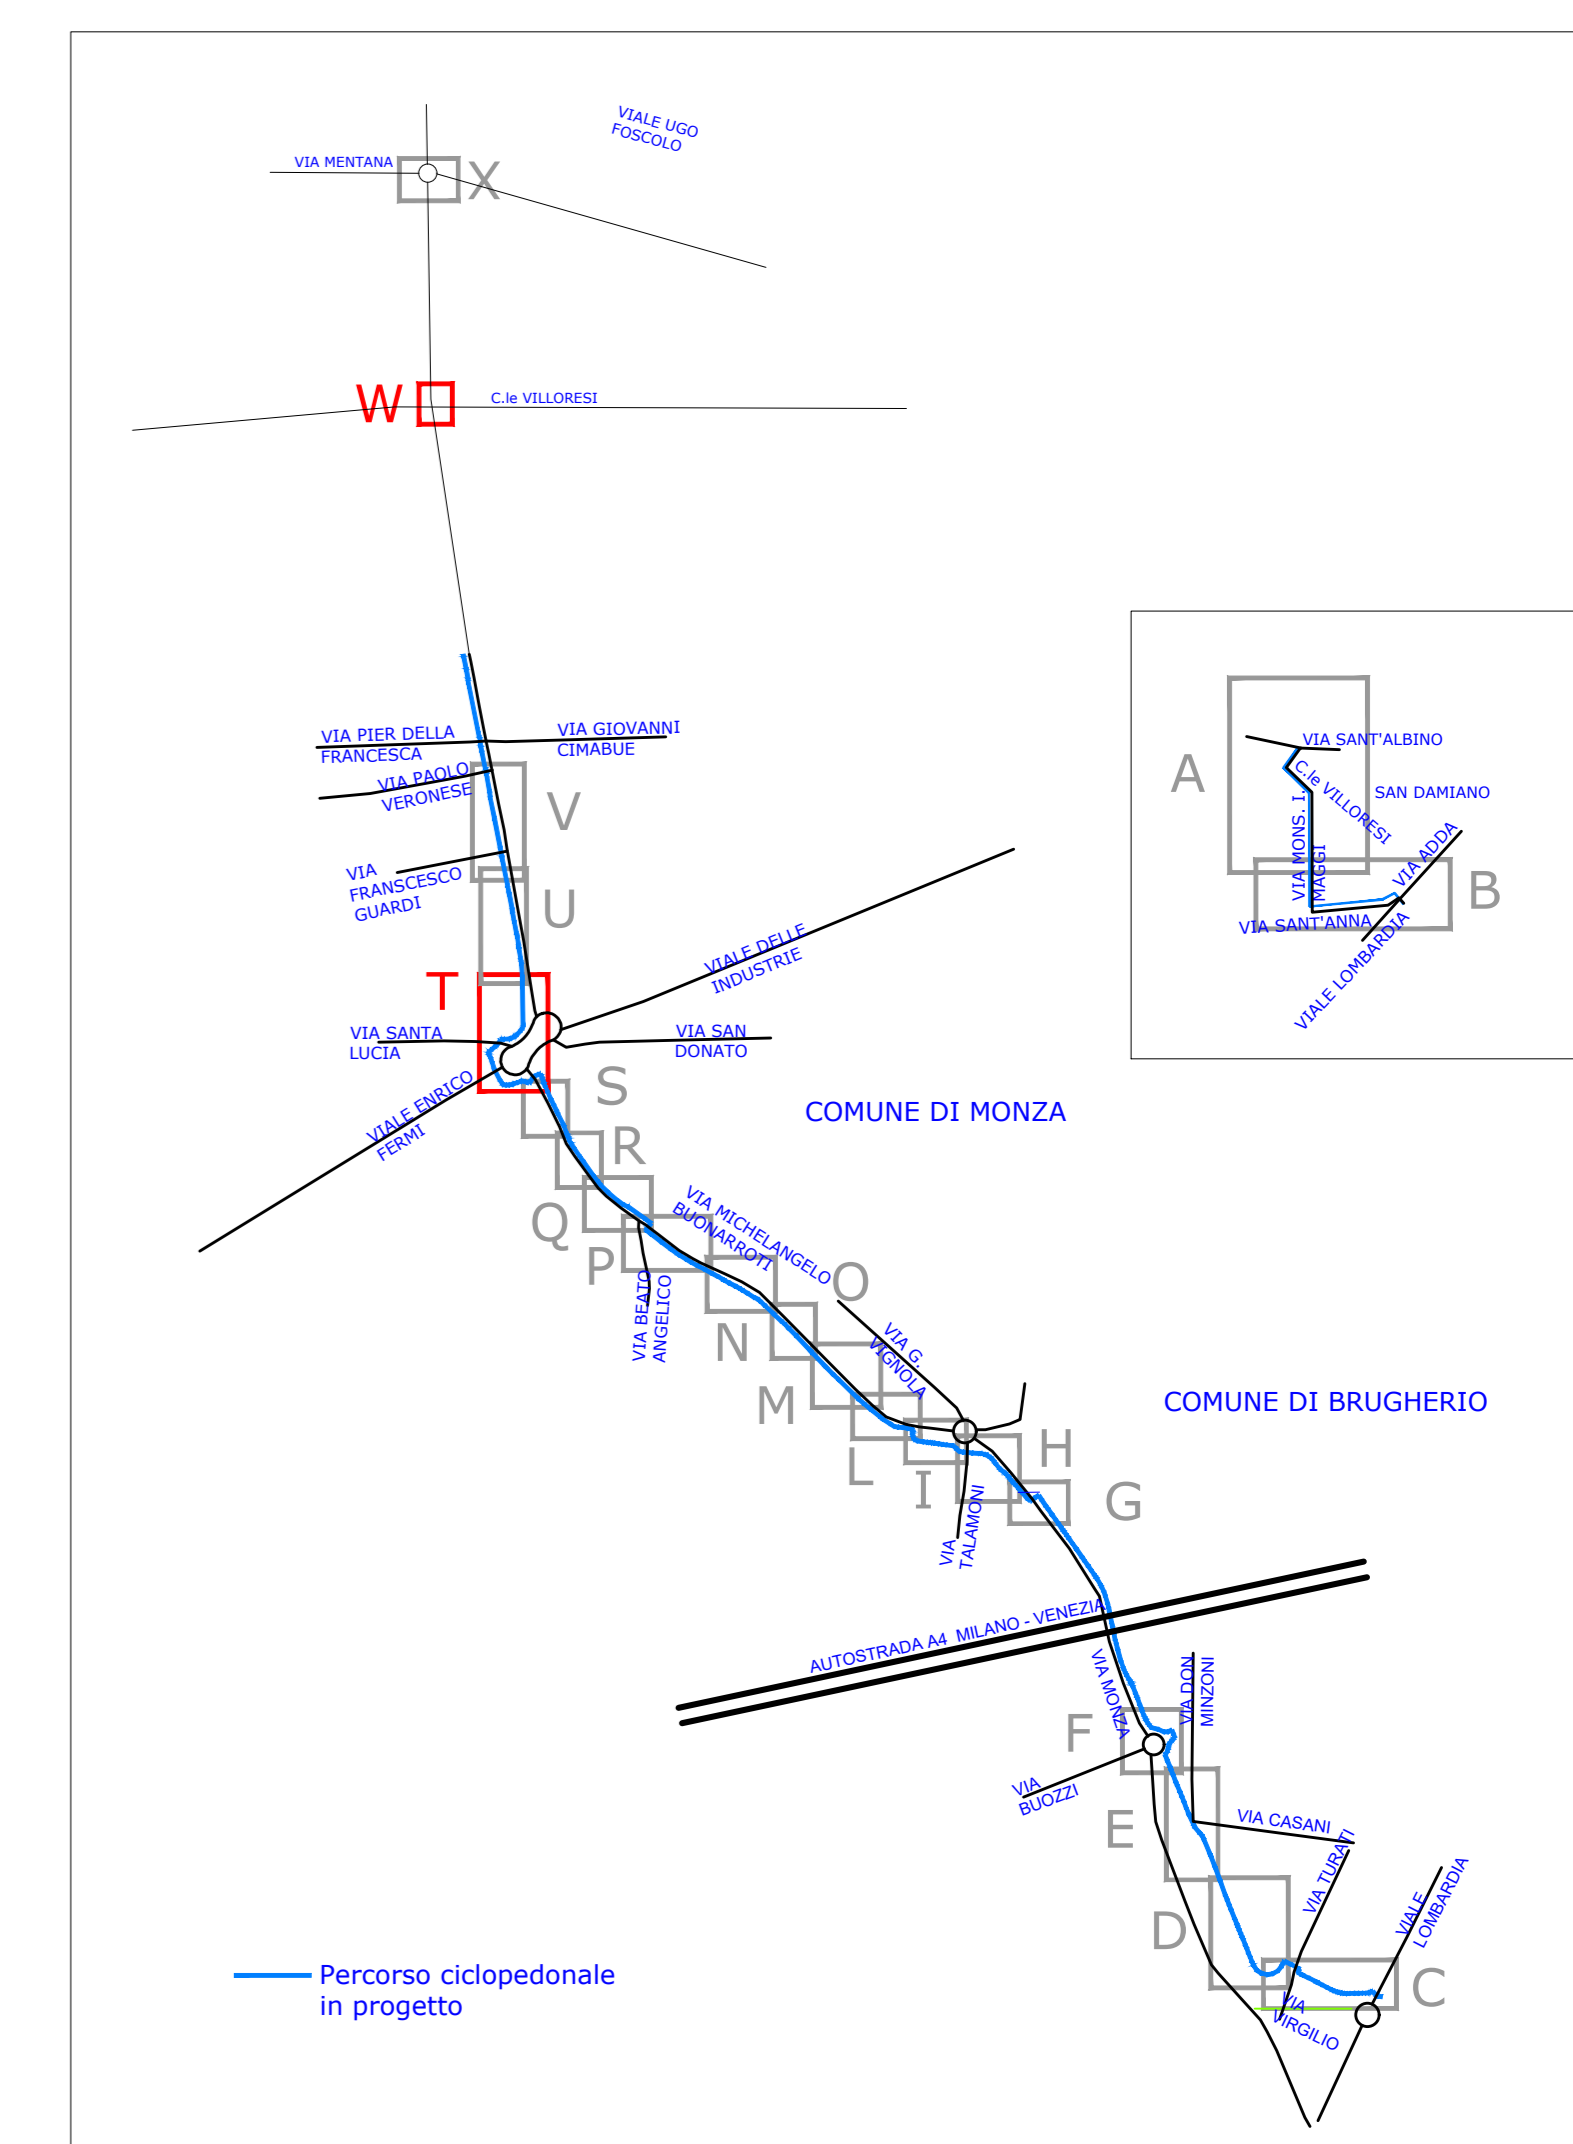 VIALE UGO
FOSCOLO
VIA MENTANA
X
W
C.le VILLORESI
VIA PIER DELLA
FRANCESCA
VIA GIOVANNI
CIMABUE
VIA PAOLO
VERONESE
V
VIA
FRANSCESCO
GUARDI
U
VIALE DELLE
INDUSTRIE
T
VIA SANTA
LUCIA
VIA SAN
DONATO
VIALE ENRICO
FERMI
S
R
Q
P
VIA MICHELANGELO
BUONARROTI
O
VIA BEATO
ANGELICO
N
VIA G.
VIGNOLA
M
L
I
H
G
VIA
TALAMONI
COMUNE DI MONZA
COMUNE DI BRUGHERIO
A
VIA SANT'ALBINO
C.le VILLORESI
SAN DAMIANO
VIA MONS. I.
MAGGI
VIA ADDA
B
VIA SANT'ANNA
VIALE LOMBARDIA
AUTOSTRADA A4  MILANO - VENEZIA
VIA MONZA
VIA DON
MINZONI
F
VIA
BUOZZI
E
VIA CASANI
VIA TURATI
VIALE
LOMBARDIA
D
C
VIA
VIRGILIO
Percorso ciclopedonale
in progetto